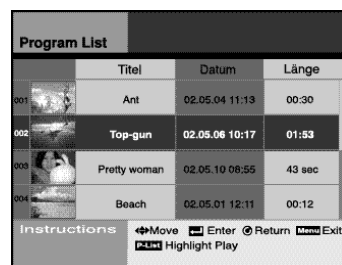 Program List
Titel Datum Länge
001 Ant 02.05.04 11:13 00:30
002 Top-gun 02.05.06 10:17 01:53
003 Pretty woman 02.05.10 08:55 43 sec
004 Beach 02.05.01 12:11 00:12
Instructions Move Enter Return Menu Exit
P-List Highlight Play